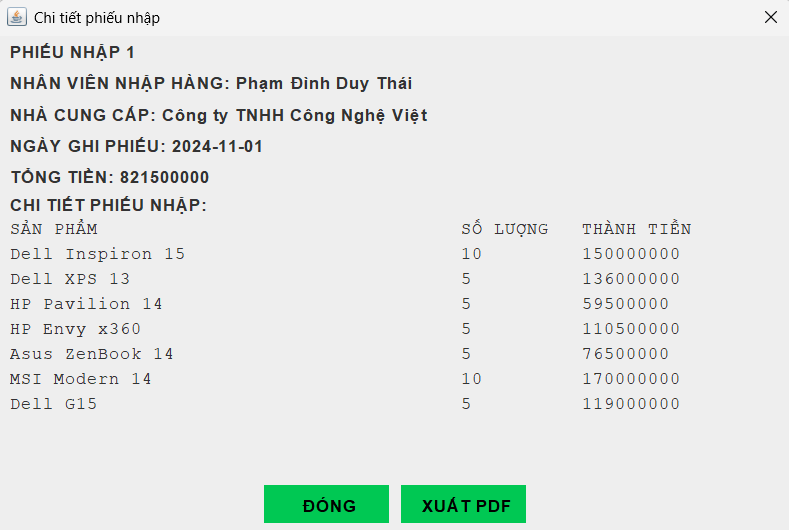 Chi tiết phiếu nhập
PHIẾU NHẬP 1
NHÂN VIÊN NHẬP HÀNG: Phạm Đình Duy Thái
NHÀ CUNG CẤP: Công ty TNHH Công Nghệ Việt
NGÀY GHI PHIẾU: 2024-11-01
TỔNG TIỀN: 821500000
CHI TIẾT PHIẾU NHẬP:
SẢN PHẨM SỐ LƯỢNG THÀNH TIỀN
Dell Inspiron 15 10 150000000
Dell XPS 13 5 136000000
HP Pavilion 14 5 59500000
HP Envy x360 5 110500000
Asus ZenBook 14 5 76500000
MSI Modern 14 10 170000000
Dell G15 5 119000000
ĐÓNG XUẤT PDF